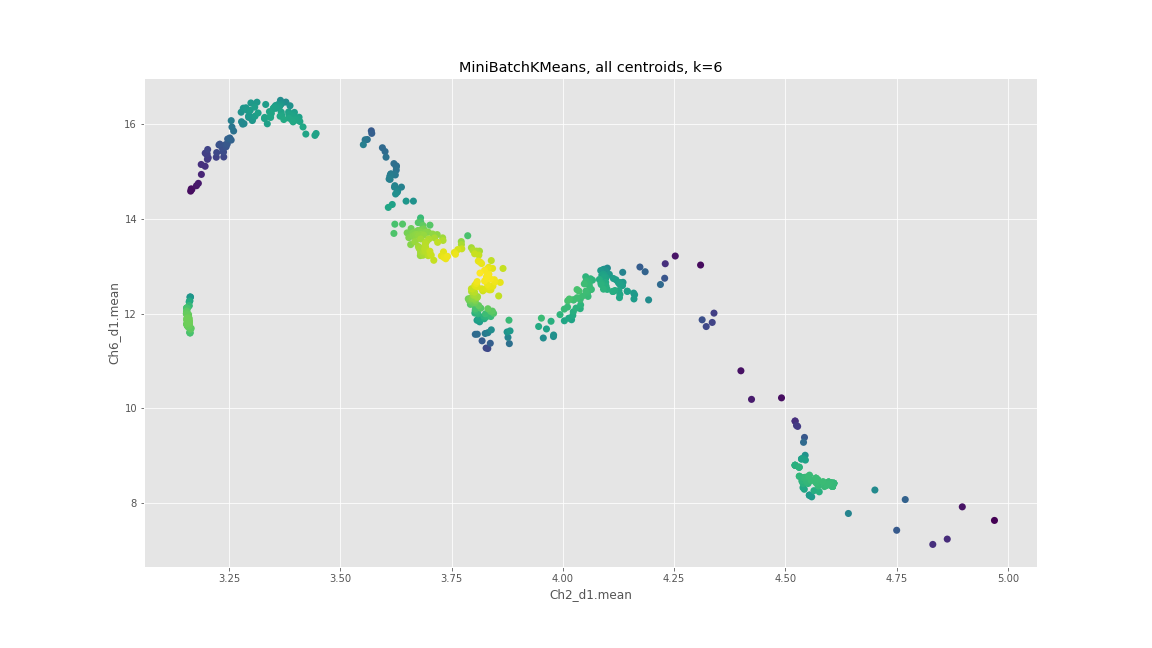 MiniBatchKMeans, all centroids, k=6
16
14
12
10
8
Ch6_d1.mean
3.25 3.50 3.75 4.00 4.25 4.50 4.75 5.00
Ch2_d1.mean